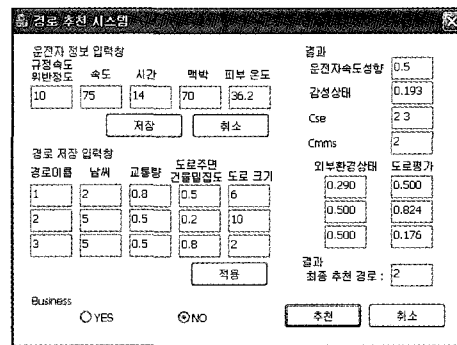 경로 추천 시스템
운전자 정보 입력창
규정속도 위반정도 속도 시간 맥박 피부 온도
10 75 14 70 36.2
저장 취소
경로 저장 입력창
경로이름 날씨 교통량 도로주변 건물밀집도 도로 크기
1 2 0.8 0.5 6
2 5 0.5 0.2 10
3 5 0.5 0.8 2
적용
Business
YES NO
결과
운전자속도성향 0.5
감성상태 0.193
Cse 2.3
Cmms 2
외부환경상태 도로평가
0.290 0.500
0.500 0.824
0.500 0.176
결과
최종 추천 경로 : 2
추천 취소